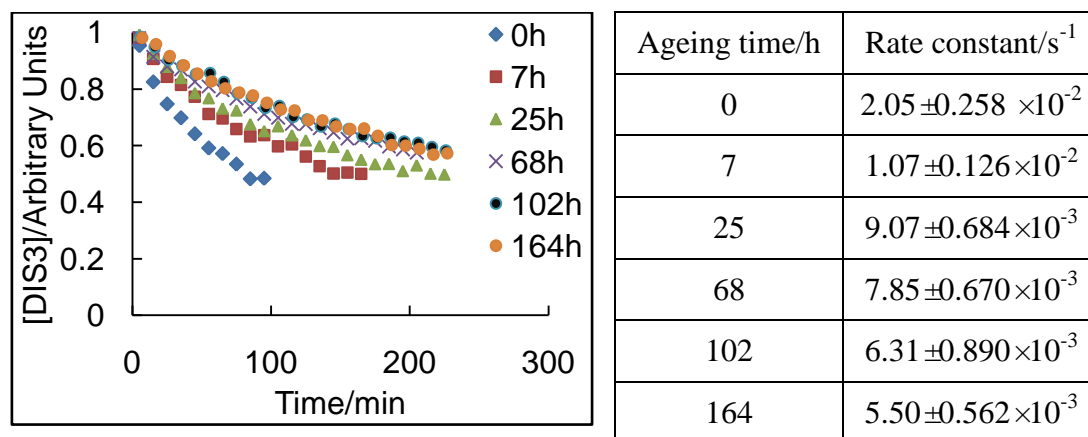 [DIS3]/Arbitrary Units
1
0.8
0.6
0.4
0.2
0
0 100 200 300
Time/min
0h
7h
25h
68h
102h
164h
Ageing time/h Rate constant/s⁻¹
0 2.05±0.258 ×10⁻²
7 1.07±0.126×10⁻²
25 9.07±0.684×10⁻³
68 7.85±0.670×10⁻³
102 6.31±0.890×10⁻³
164 5.50±0.562×10⁻³